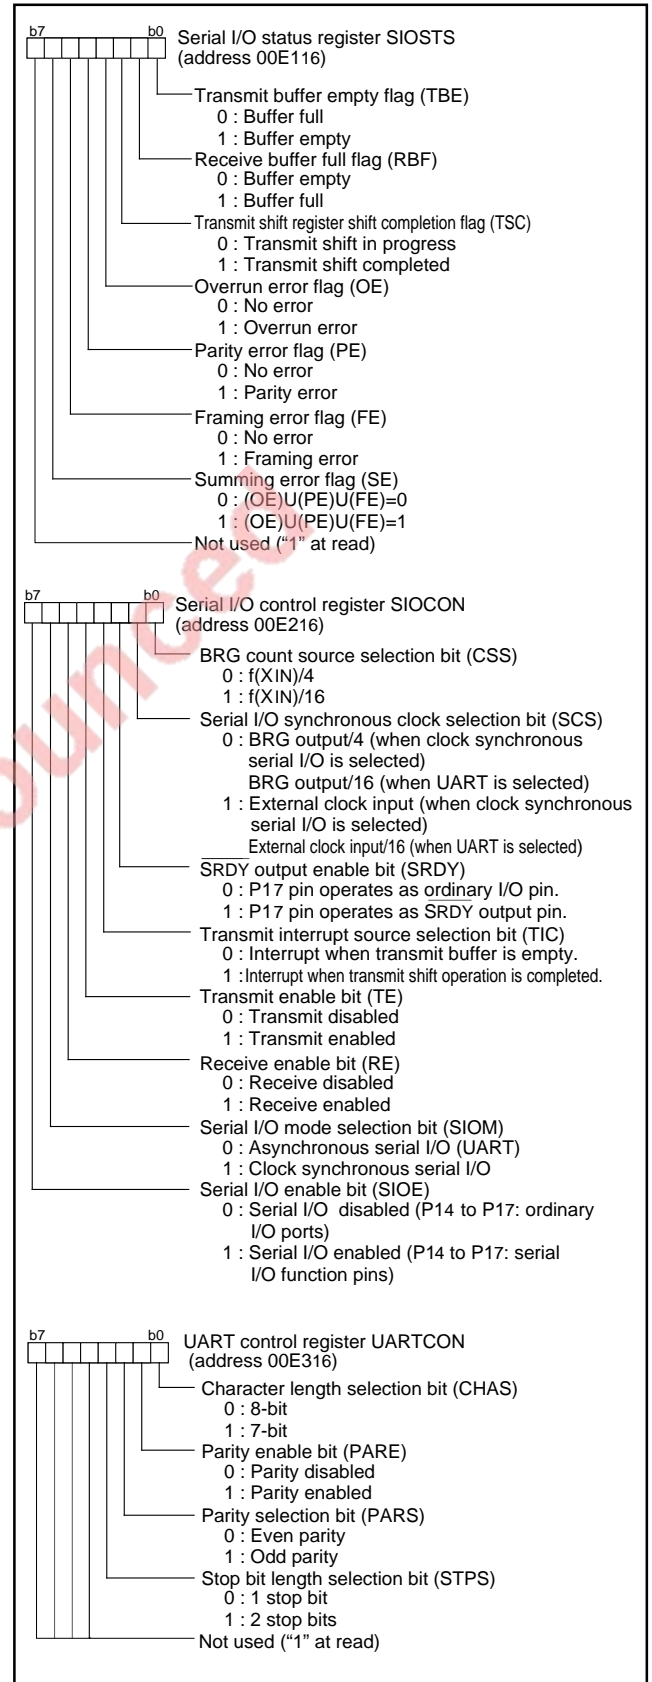 b7 b0 Serial I/O status register SIOSTS
(address 00E116)
Transmit buffer empty flag (TBE)
0 : Buffer full
1 : Buffer empty
Receive buffer full flag (RBF)
0 : Buffer empty
1 : Buffer full
Transmit shift register shift completion flag (TSC)
0 : Transmit shift in progress
1 : Transmit shift completed
Overrun error flag (OE)
0 : No error
1 : Overrun error
Parity error flag (PE)
0 : No error
1 : Parity error
Framing error flag (FE)
0 : No error
1 : Framing error
Summing error flag (SE)
0 : (OE)U(PE)U(FE)=0
1 : (OE)U(PE)U(FE)=1
Not used (“1” at read)
b7 b0 Serial I/O control register SIOCON
(address 00E216)
BRG count source selection bit (CSS)
0 : f(XIN)/4
1 : f(XIN)/16
Serial I/O synchronous clock selection bit (SCS)
0 : BRG output/4 (when clock synchronous
serial I/O is selected)
BRG output/16 (when UART is selected)
1 : External clock input (when clock synchronous
serial I/O is selected)
External clock input/16 (when UART is selected)
SRDY output enable bit (SRDY)
0 : P17 pin operates as ordinary I/O pin.
1 : P17 pin operates as SRDY output pin.
Transmit interrupt source selection bit (TIC)
0 : Interrupt when transmit buffer is empty.
1 : Interrupt when transmit shift operation is completed.
Transmit enable bit (TE)
0 : Transmit disabled
1 : Transmit enabled
Receive enable bit (RE)
0 : Receive disabled
1 : Receive enabled
Serial I/O mode selection bit (SIOM)
0 : Asynchronous serial I/O (UART)
1 : Clock synchronous serial I/O
Serial I/O enable bit (SIOE)
0 : Serial I/O disabled (P14 to P17: ordinary
I/O ports)
1 : Serial I/O enabled (P14 to P17: serial
I/O function pins)
b7 b0 UART control register UARTCON
(address 00E316)
Character length selection bit (CHAS)
0 : 8-bit
1 : 7-bit
Parity enable bit (PARE)
0 : Parity disabled
1 : Parity enabled
Parity selection bit (PARS)
0 : Even parity
1 : Odd parity
Stop bit length selection bit (STPS)
0 : 1 stop bit
1 : 2 stop bits
Not used (“1” at read)
ounced